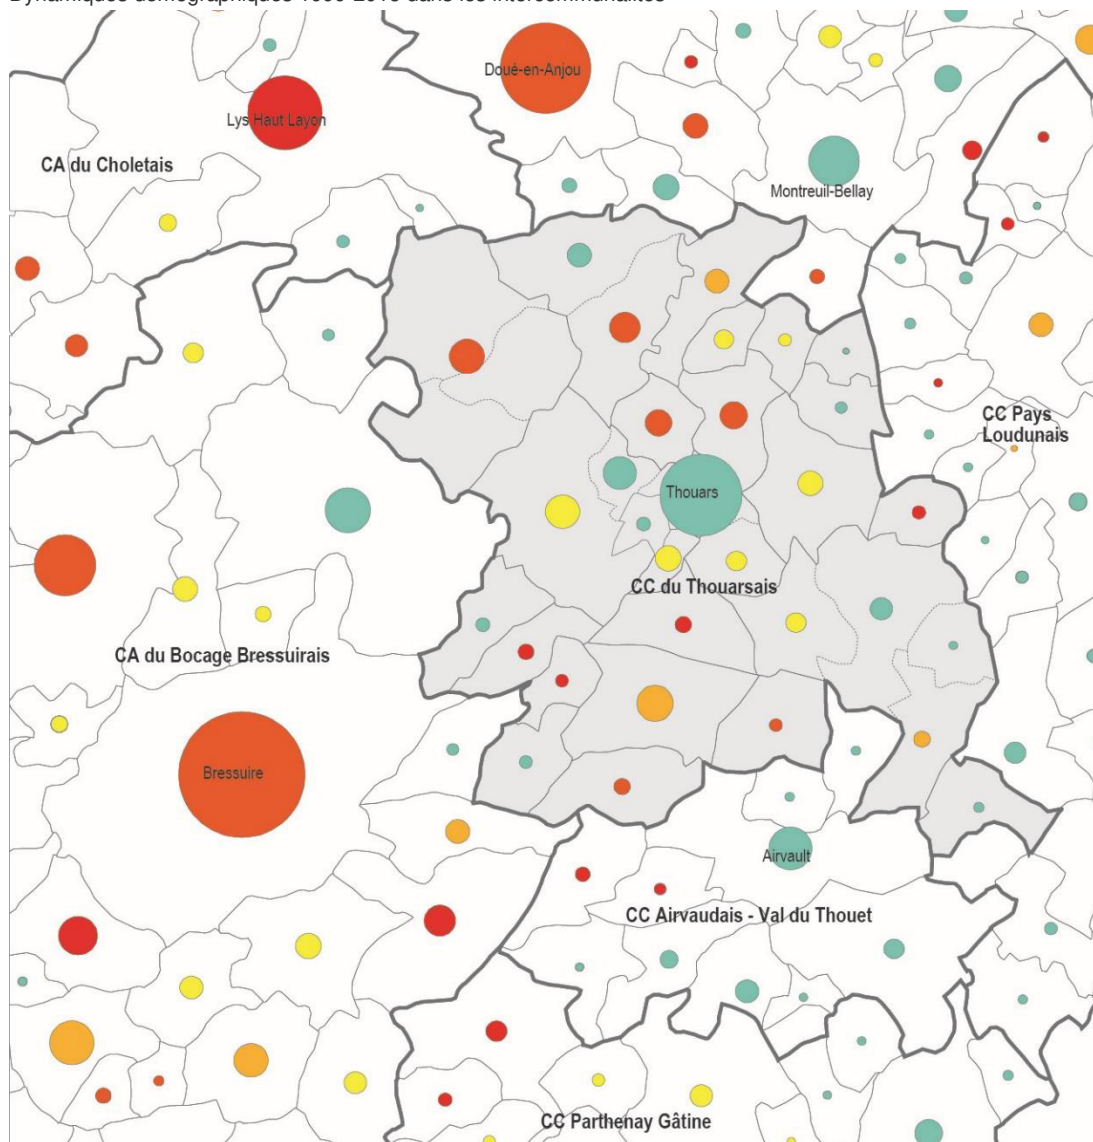 Doué-en-Anjou
Lys Haut Layon
CA du Choletais
Montreuil-Bellay
CC Pays
Loudunais
Thouars
CC du Thouarsais
CA du Bocage Bressuirais
Bressuire
Airvault
CC Airvaudais - Val du Thouet
CC Parthenay Gâtine